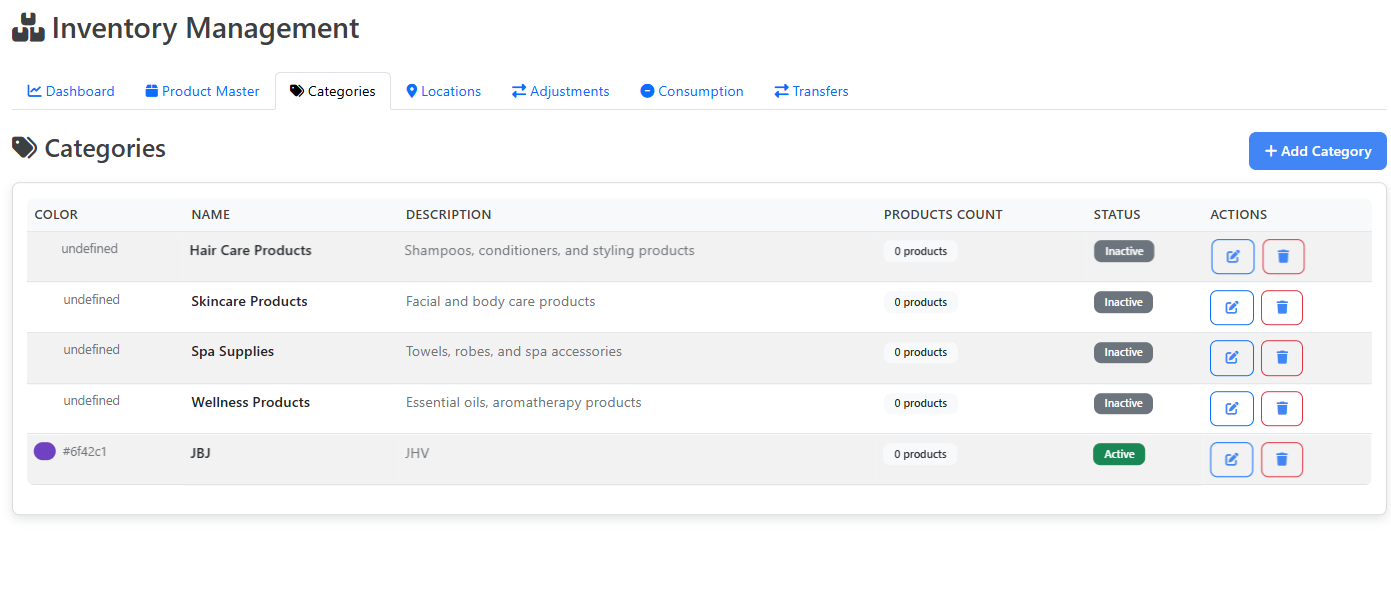 Inventory Management
Dashboard Product Master Categories Locations Adjustments Consumption Transfers
Categories
+ Add Category
COLOR NAME DESCRIPTION PRODUCTS COUNT STATUS ACTIONS
undefined Hair Care Products Shampoos, conditioners, and styling products 0 products Inactive
undefined Skincare Products Facial and body care products 0 products Inactive
undefined Spa Supplies Towels, robes, and spa accessories 0 products Inactive
undefined Wellness Products Essential oils, aromatherapy products 0 products Inactive
#6f42c1 JBJ JHV 0 products Active